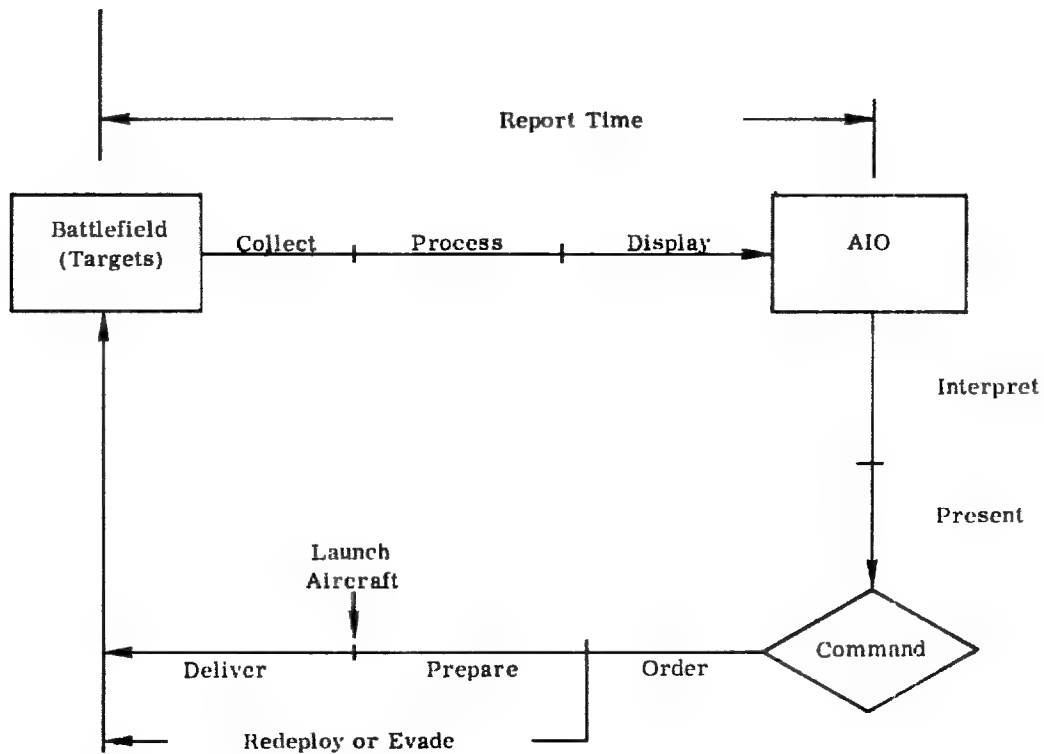 Report Time
Battlefield
(Targets)
Collect
Process
Display
AIO
Interpret
Present
Launch
Aircraft
Command
Deliver
Prepare
Order
Redeploy or Evade